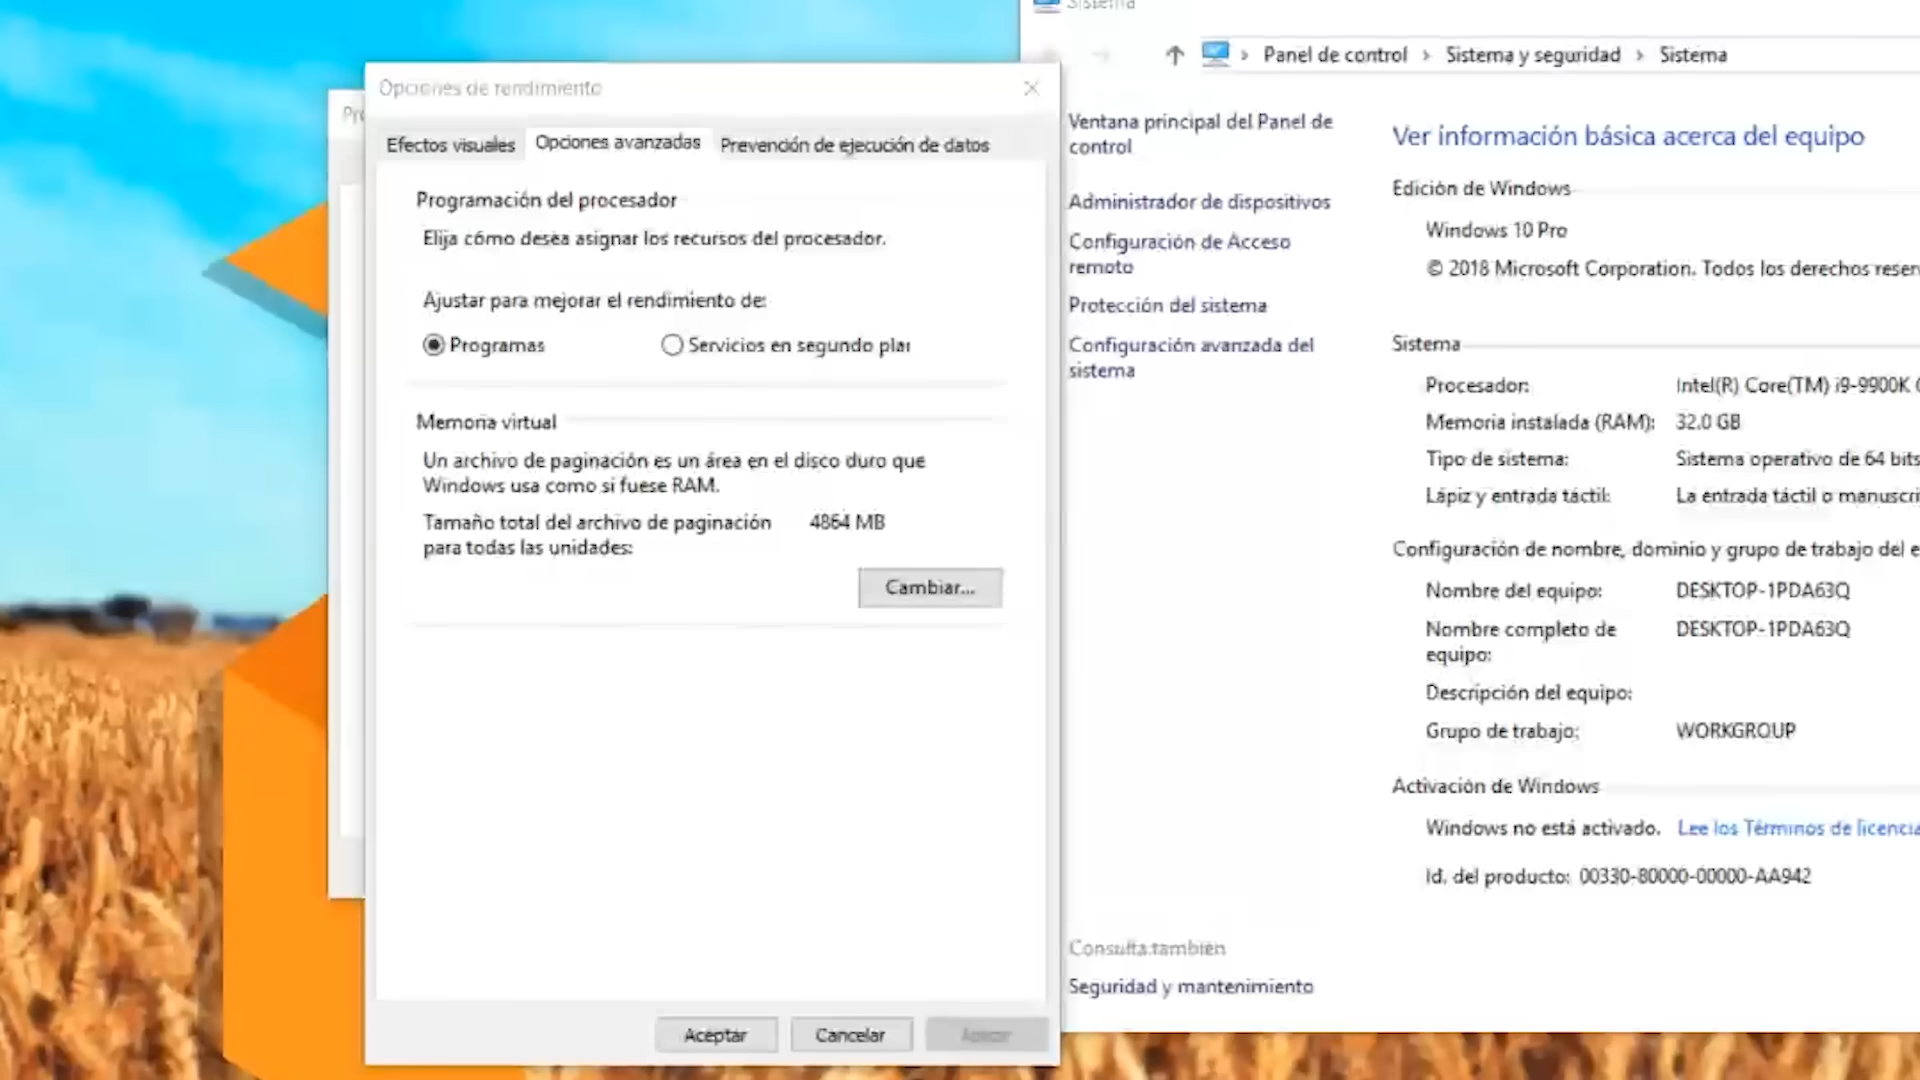 Opciones de rendimiento
Efectos visuales
Opciones avanzadas
Prevención de ejecución de datos
Programación del procesador
Elija cómo desea asignar los recursos del procesador.
Ajustar para mejorar el rendimiento de:
Programas
Servicios en segundo plar
Memoria virtual
Un archivo de paginación es un área en el disco duro que
Windows usa como si fuese RAM.
Tamaño total del archivo de paginación 4864 MB
para todas las unidades:
Cambiar...
Aceptar
Cancelar
Sistema
Panel de control › Sistema y seguridad › Sistema
Ventana principal del Panel de
control
Administrador de dispositivos
Configuración de Acceso
remoto
Protección del sistema
Configuración avanzada del
sistema
Consulta también
Seguridad y mantenimiento
Ver información básica acerca del equipo
Edición de Windows
Windows 10 Pro
© 2018 Microsoft Corporation. Todos los derechos reser
Sistema
Procesador: Intel(R) Core(TM) i9-9900K
Memoria instalada (RAM): 32.0 GB
Tipo de sistema: Sistema operativo de 64 bits
Lápiz y entrada táctil: La entrada táctil o manuscri
Configuración de nombre, dominio y grupo de trabajo del e
Nombre del equipo: DESKTOP-1PDA63Q
Nombre completo de DESKTOP-1PDA63Q
equipo:
Descripción del equipo:
Grupo de trabajo: WORKGROUP
Activación de Windows
Windows no está activado. Lee los Términos de licencia
Id. del producto: 00330-80000-00000-AA942